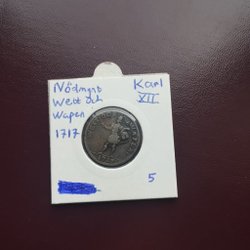 Nödmynt
Wett och
Wapen
1717
Karl
XII
5